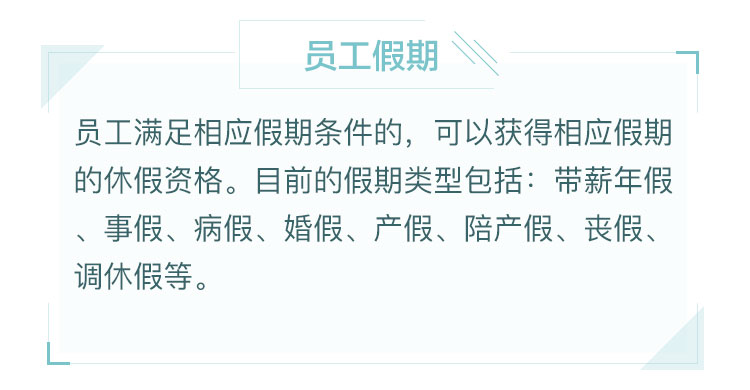 员工假期
员工满足相应假期条件的，可以获得相应假期
的休假资格。目前的假期类型包括：带薪年假
、事假、病假、婚假、产假、陪产假、丧假、
调休假等。